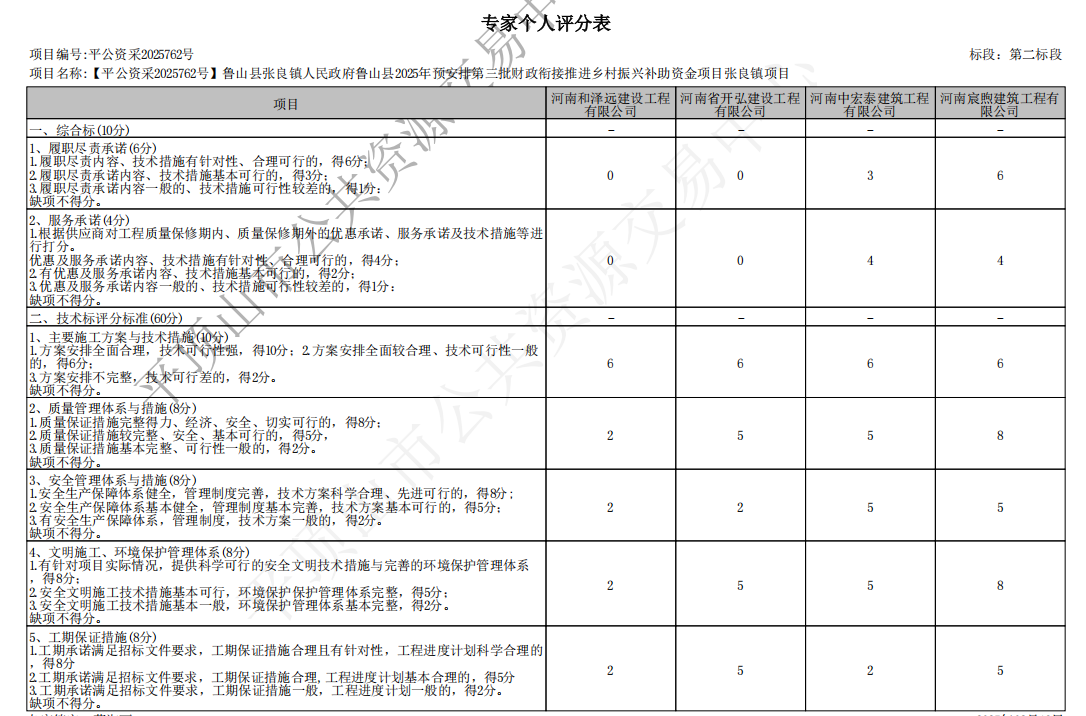 专家个人评分表
项目编号:平公资采2025762号
标段：第二标段
项目名称:【平公资采2025762号】鲁山县张良镇人民政府鲁山县2025年预安排第三批财政衔接推进乡村振兴补助资金项目张良镇项目
项目
河南和泽远建设工程有限公司
河南省开弘建设工程有限公司
河南中宏泰建筑工程有限公司
河南宸煦建筑工程有限公司
一、综合标(10分) － － － －
1、履职尽责承诺(6分)
1.履职尽责内容、技术措施有针对性、合理可行的，得6分；
2.履职尽责承诺内容、技术措施基本可行的，得3分；
3.履职尽责承诺内容一般的、技术措施可行性较差的，得1分；
缺项不得分。
0 0 3 6
2、服务承诺(4分)
1.根据供应商对工程质量保修期内、质量保修期外的优惠承诺、服务承诺及技术措施等进
行打分。
优惠及服务承诺内容、技术措施有针对性、合理可行的，得4分；
2.有优惠及服务承诺内容、技术措施基本可行的，得2分；
3.优惠及服务承诺内容一般的、技术措施可行性较差的，得1分；
缺项不得分。
0 0 4 4
二、技术标评分标准(60分) － － － －
1、主要施工方案与技术措施(10分)
1.方案安排全面合理，技术可行性强，得10分；2.方案安排全面较合理、技术可行性一般
的，得6分；
3.方案安排不完整，技术可行差的，得2分。
缺项不得分。
6 6 6 6
2、质量管理体系与措施(8分)
1.质量保证措施完整得力、经济、安全、切实可行的，得8分；
2.质量保证措施较完整、安全、基本可行的，得5分，
3.质量保证措施基本完整、可行性一般的，得2分。
缺项不得分。
2 5 5 8
3、安全管理体系与措施(8分)
1.安全生产保障体系健全，管理制度完善，技术方案科学合理、先进可行的，得8分；
2.安全生产保障体系基本健全，管理制度基本完善，技术方案基本可行的，得5分；
3.有安全生产保障体系，管理制度，技术方案一般的，得2分。
缺项不得分。
2 2 5 5
4、文明施工、环境保护管理体系(8分)
1.有针对项目实际情况，提供科学可行的安全文明技术措施与完善的环境保护管理体系
，得8分；
2.安全文明施工技术措施基本可行，环境保护保护管理体系完整，得5分；
3.安全文明施工技术措施基本一般，环境保护管理体系基本完整，得2分。
缺项不得分。
2 5 5 8
5、工期保证措施(8分)
1.工期承诺满足招标文件要求，工期保证措施合理且有针对性，工程进度计划科学合理的
，得8分
2.工期承诺满足招标文件要求，工期保证措施合理,工程进度计划基本合理的，得5分
3.工期承诺满足招标文件要求，工期保证措施一般，工程进度计划一般的，得2分。
缺项不得分。
2 5 2 5
平顶山市公共资源交易中
平顶山市公共资源交易中心